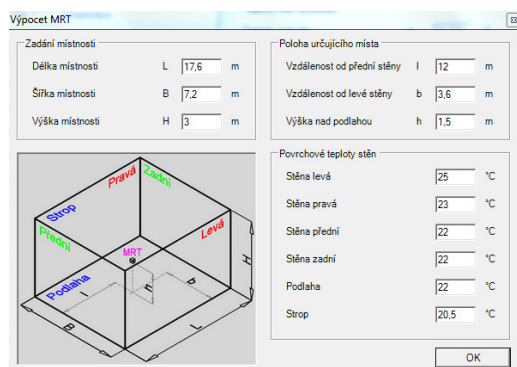 Výpocet MRT
Zadání místnosti
Délka místnosti L 17,6 m
Šířka místnosti B 7,2 m
Výška místnosti H 3 m
Poloha určujícího místa
Vzdálenost od přední stěny l 12 m
Vzdálenost od levé stěny b 3,6 m
Výška nad podlahou h 1,5 m
Povrchové teploty stěn
Stěna levá 25 °C
Stěna pravá 23 °C
Stěna přední 22 °C
Stěna zadní 22 °C
Podlaha 22 °C
Strop 20,5 °C
Pravá
Zadní
Strop
Přední
Levá
MRT
Podlaha
l
h
b
H
B
L
OK